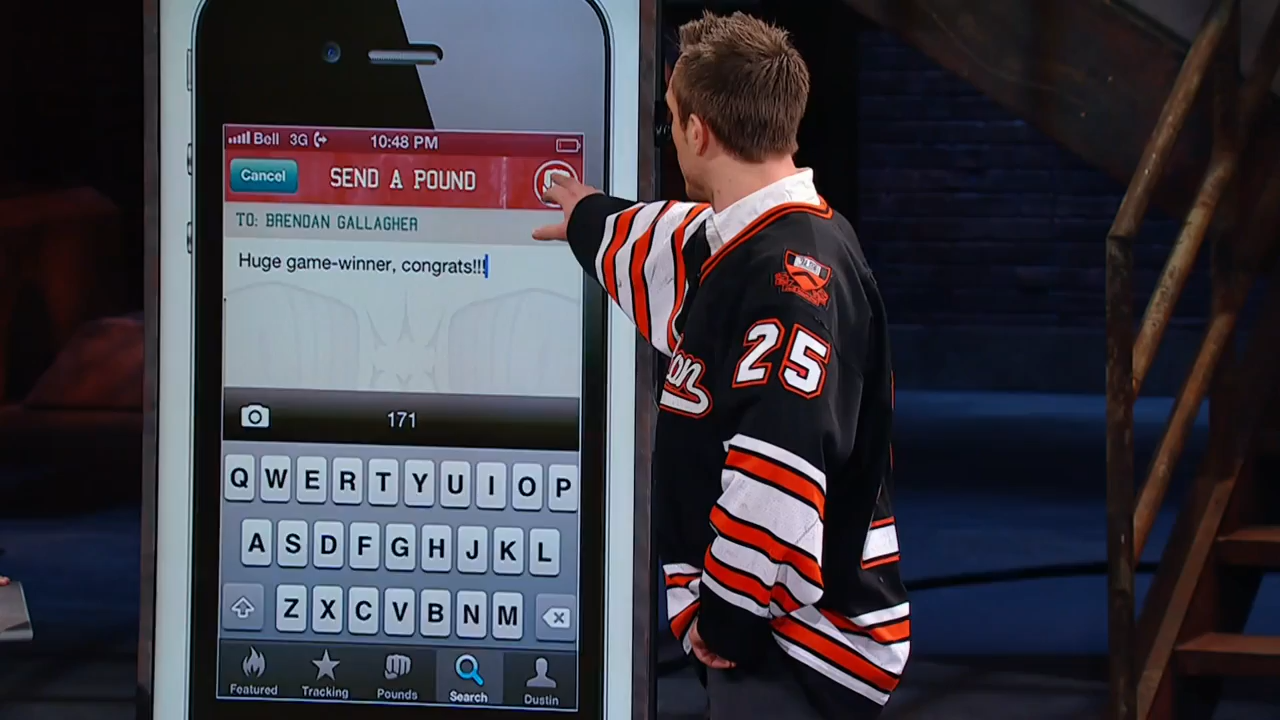 Bell 3G 10:48 PM
Cancel SEND A POUND
TO: BRENDAN GALLAGHER
Huge game-winner, congrats!!!
171
Q W E R T Y U I O P
A S D F G H J K L
Z X C V B N M
Featured Tracking Pounds Search Dustin
25